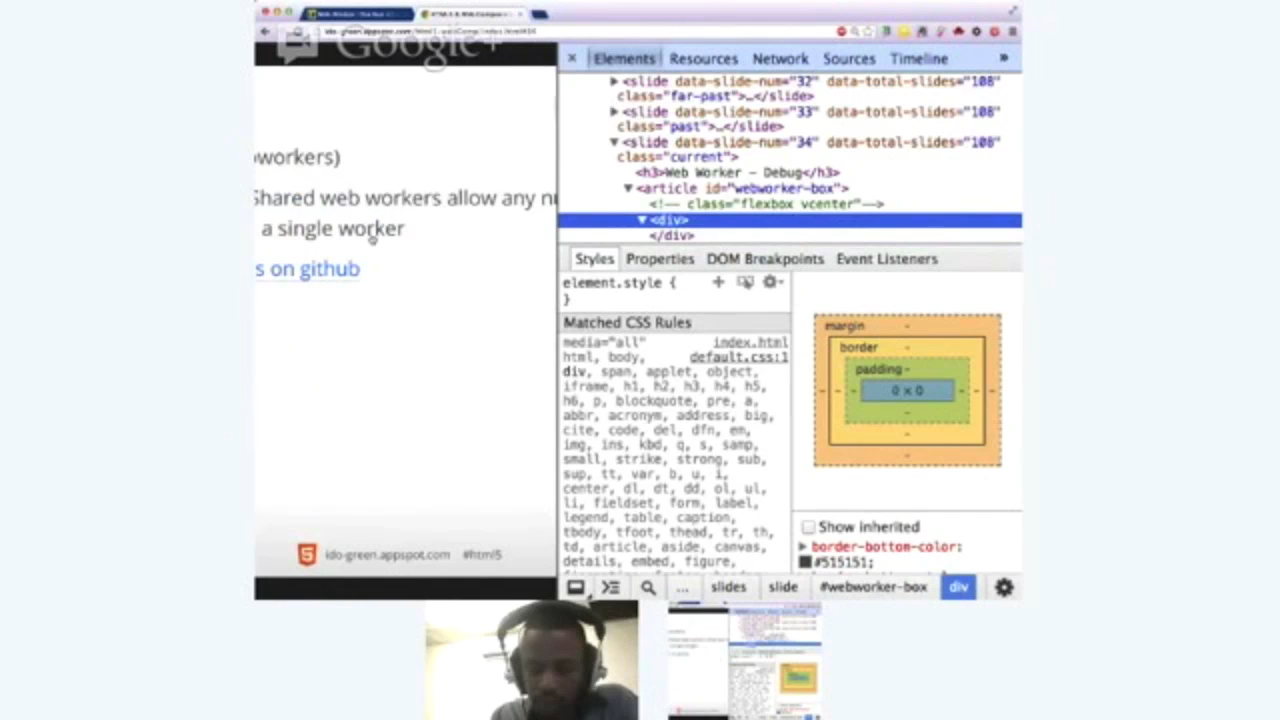 Google+
oworkers)
Shared web workers allow any nu
a single worker
s on github
ido-green.appspot.com #html5
× Elements Resources Network Sources Timeline »
<slide data-slide-num="32" data-total-slides="108"
class="far-past">…</slide>
<slide data-slide-num="33" data-total-slides="108"
class="past">…</slide>
<slide data-slide-num="34" data-total-slides="108"
class="current">
<h3>Web Worker - Debug</h3>
<article id="webworker-box">
<!-- class="flexbox vcenter"-->
<div>
</div>
Styles Properties DOM Breakpoints Event Listeners
element.style {
}
Matched CSS Rules
media="all" index.html
html, body, default.css:1
div, span, applet, object,
iframe, h1, h2, h3, h4, h5,
h6, p, blockquote, pre, a,
abbr, acronym, address, big,
cite, code, del, dfn, em,
img, ins, kbd, q, s, samp,
small, strike, strong, sub,
sup, tt, var, b, u, i,
center, dl, dt, dd, ol, ul,
li, fieldset, form, label,
legend, table, caption,
tbody, tfoot, thead, tr, th,
td, article, aside, canvas,
details, embed, figure,
margin -
border -
padding -
0 × 0
Show inherited
border-bottom-color:
#515151;
... slides slide #webworker-box div